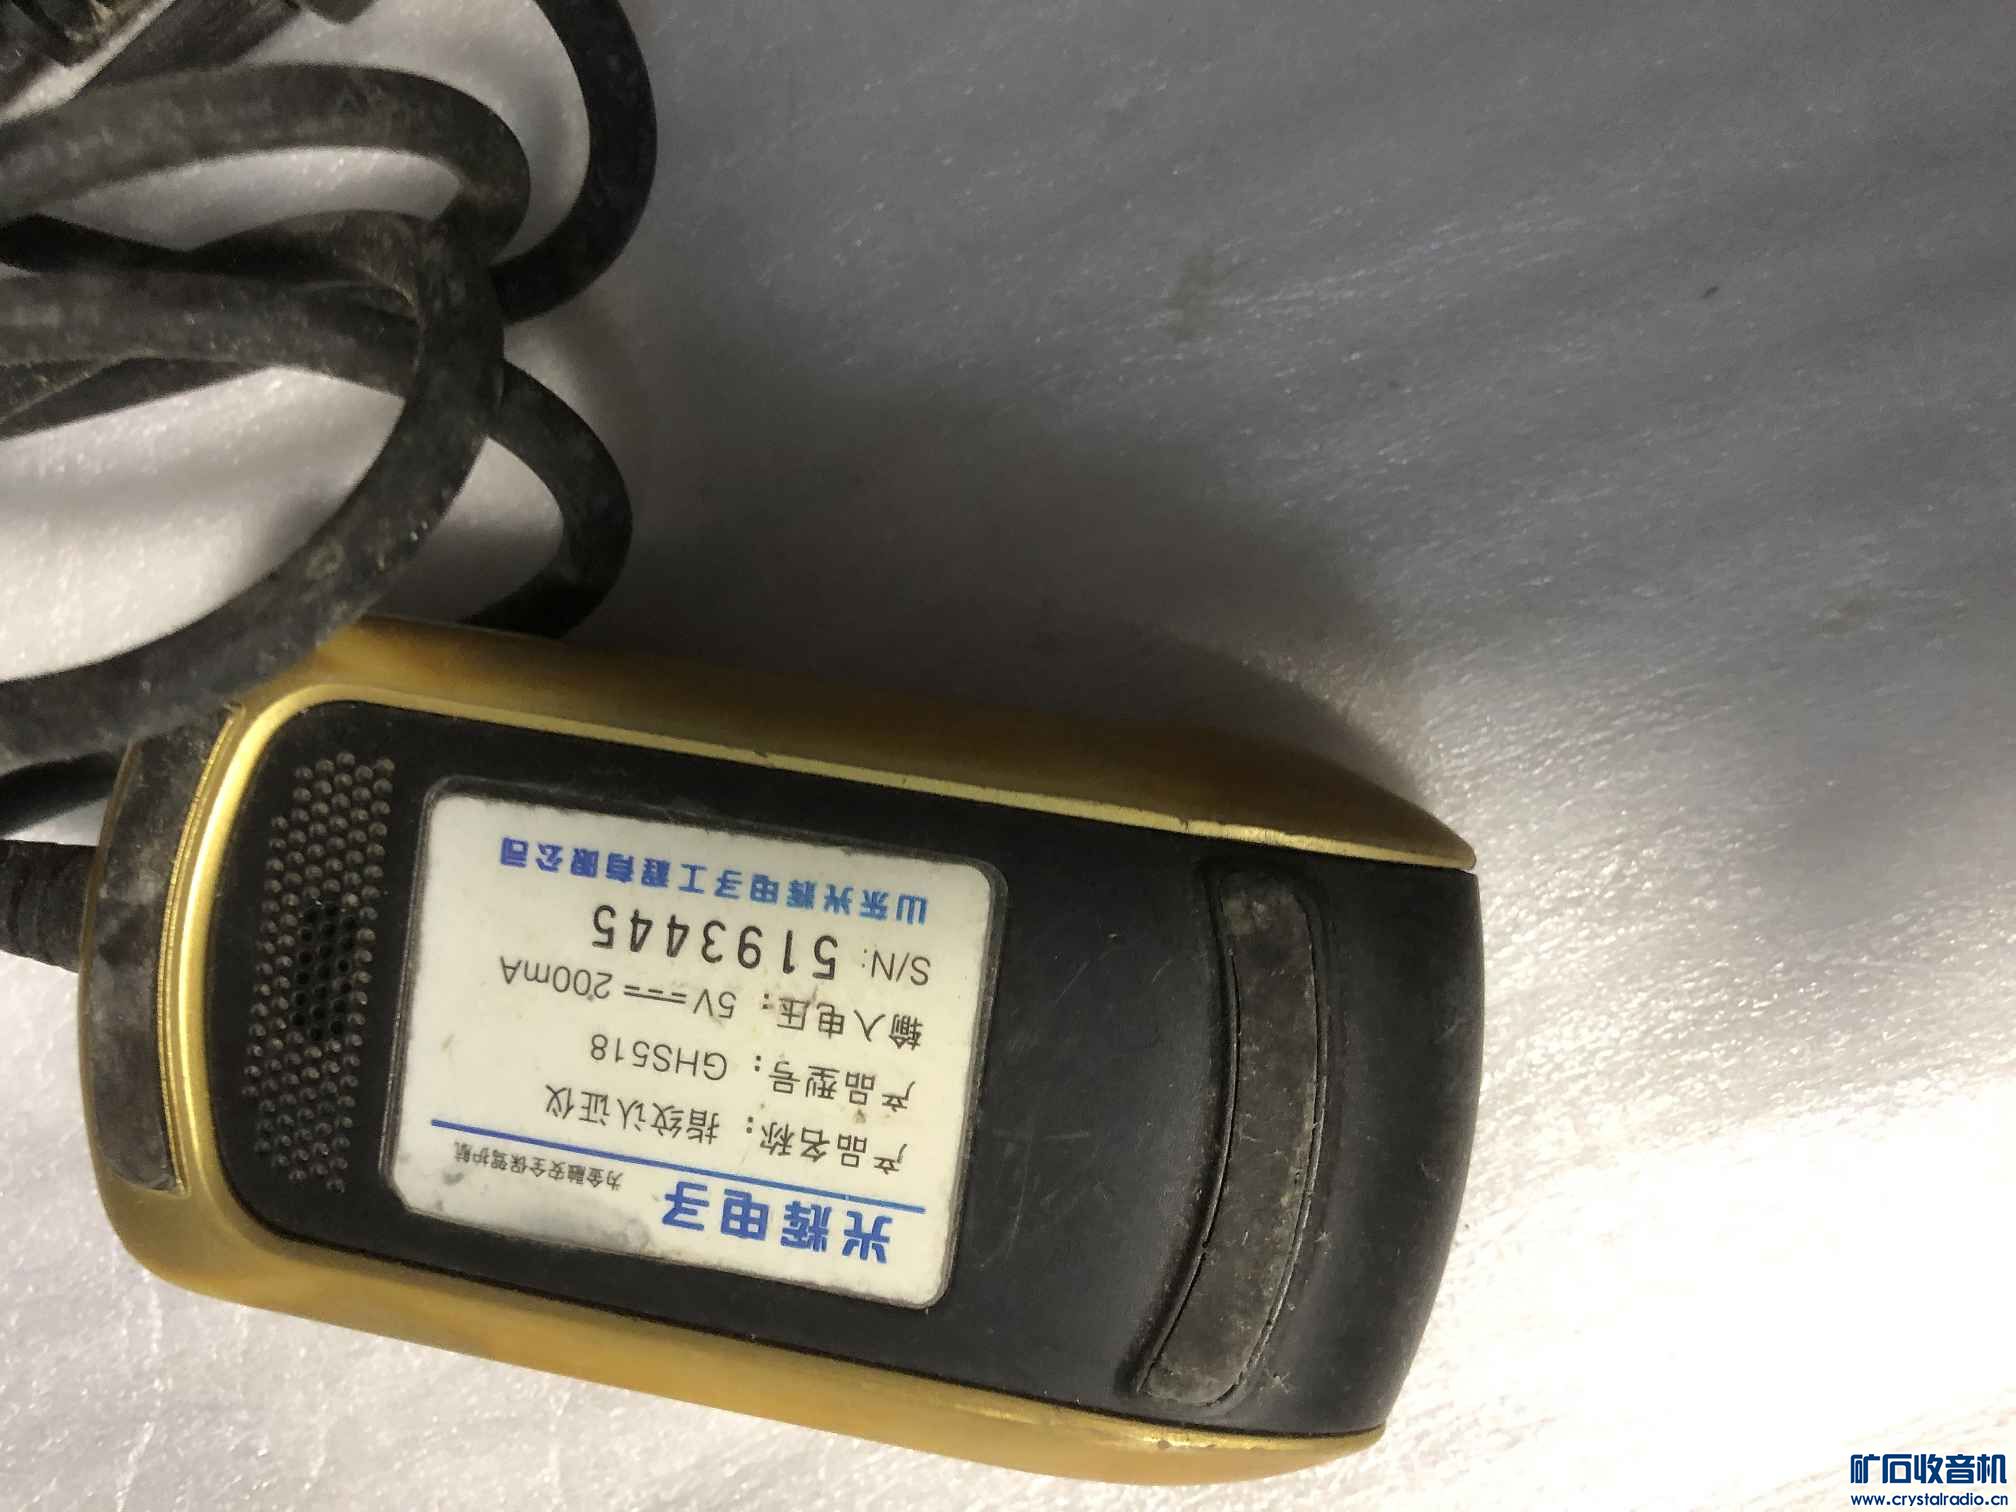 光辉电子
为金融安全保驾护航
产品名称：指纹认证仪
产品型号：GHS518
输入电压：5V⎓200mA
S/N: 5193445
山东光辉电子工程有限公司
矿石收音机
www.crystalradio.cn